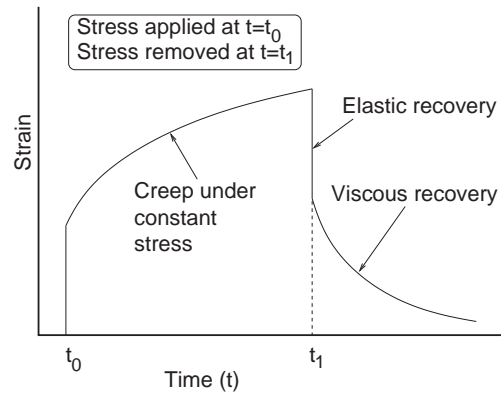 Stress applied at t=t₀
Stress removed at t=t₁
Strain
Elastic recovery
Creep under
constant
stress
Viscous recovery
t₀
t₁
Time (t)